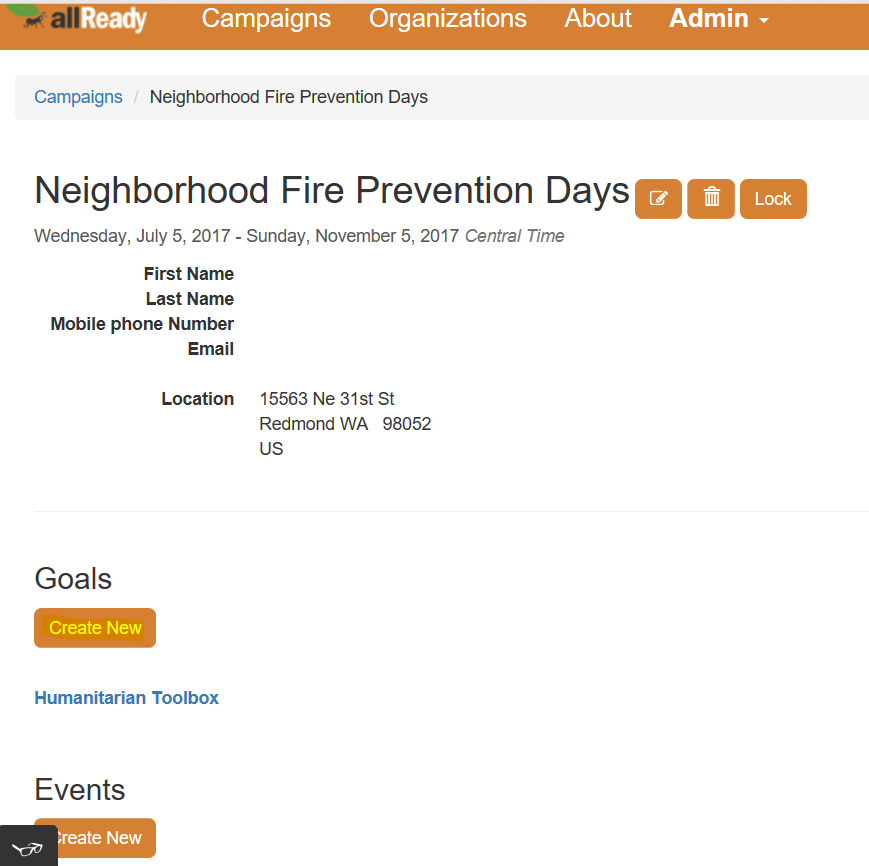 allReady Campaigns Organizations About Admin
Campaigns / Neighborhood Fire Prevention Days
Neighborhood Fire Prevention Days Lock
Wednesday, July 5, 2017 - Sunday, November 5, 2017 Central Time
First Name
Last Name
Mobile phone Number
Email
Location 15563 Ne 31st St
Redmond WA 98052
US
Goals
Create New
Humanitarian Toolbox
Events
Create New